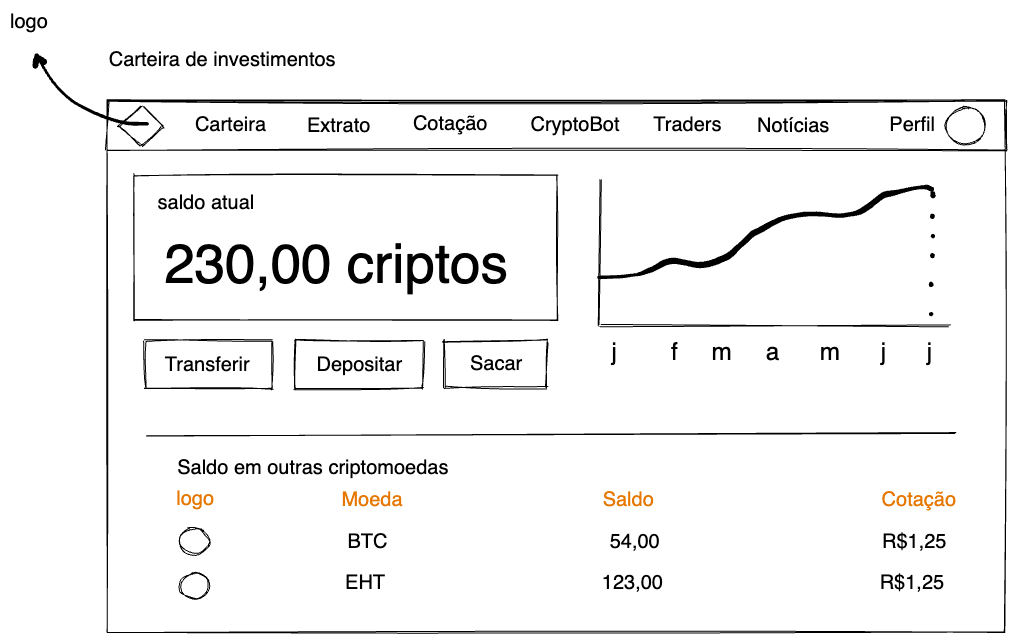 logo
Carteira de investimentos
Carteira Extrato Cotação CryptoBot Traders Notícias Perfil
saldo atual
230,00 criptos
Transferir Depositar Sacar
j f m a m j j
Saldo em outras criptomoedas
logo Moeda Saldo Cotação
BTC 54,00 R$1,25
EHT 123,00 R$1,25